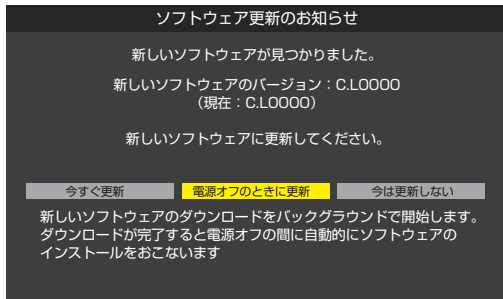 ソフトウェア更新のお知らせ
新しいソフトウェアが見つかりました。
新しいソフトウェアのバージョン：C.L0000
（現在：C.L0000）
新しいソフトウェアに更新してください。
今すぐ更新 電源オフのときに更新 今は更新しない
新しいソフトウェアのダウンロードをバックグラウンドで開始します。
ダウンロードが完了すると電源オフの間に自動的にソフトウェアの
インストールをおこないます